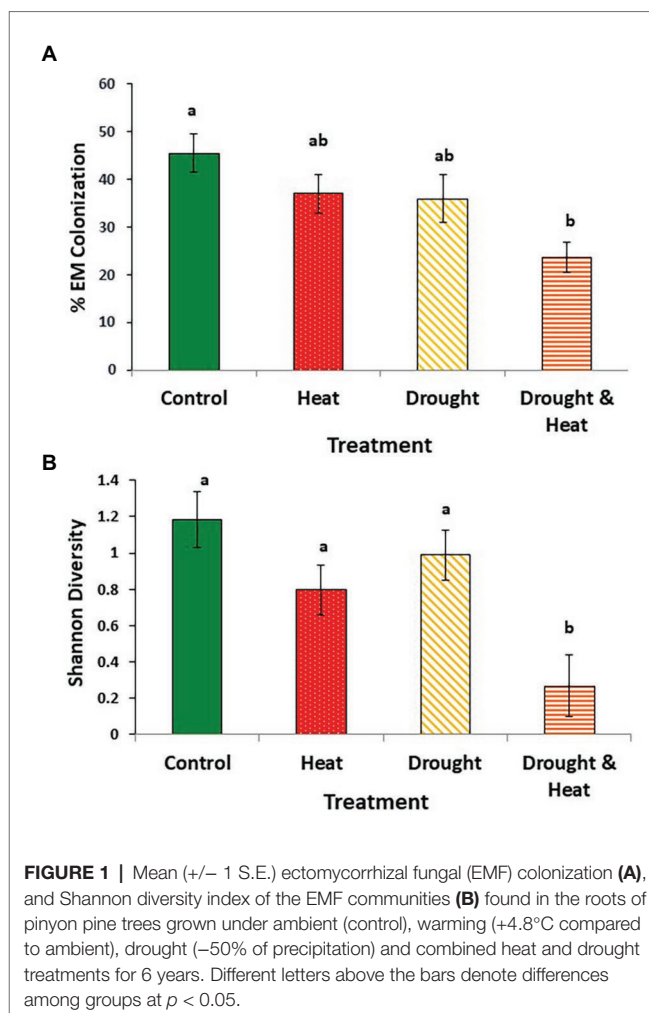 A
60
50
40
30
20
10
0
% EM Colonization
a
ab
ab
b
Control Heat Drought Drought &
Heat
Treatment
B
1.4
1.2
1
0.8
0.6
0.4
0.2
0
Shannon Diversity
a
a
a
b
Control Heat Drought Drought &
Heat
Treatment
FIGURE 1 | Mean (+/− 1 S.E.) ectomycorrhizal fungal (EMF) colonization (A),
and Shannon diversity index of the EMF communities (B) found in the roots of
pinyon pine trees grown under ambient (control), warming (+4.8°C compared
to ambient), drought (−50% of precipitation) and combined heat and drought
treatments for 6 years. Different letters above the bars denote differences
among groups at p < 0.05.